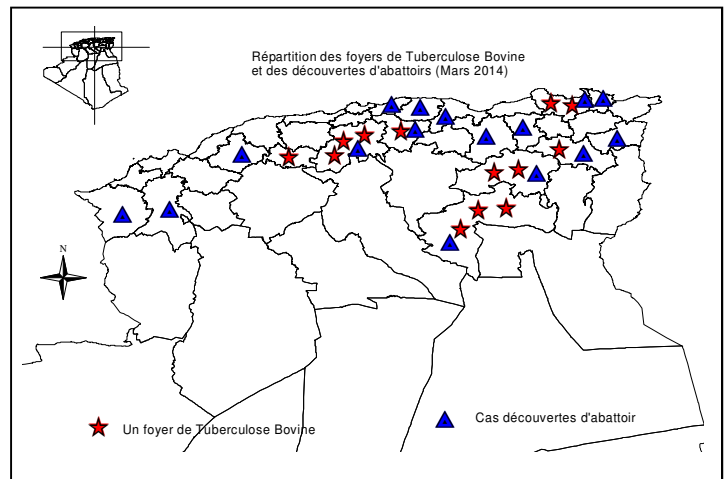 Répartition des foyers de Tuberculose Bovine
et des découvertes d'abattoirs (Mars 2014)
N
Un foyer de Tuberculose Bovine
Cas découvertes d'abattoir